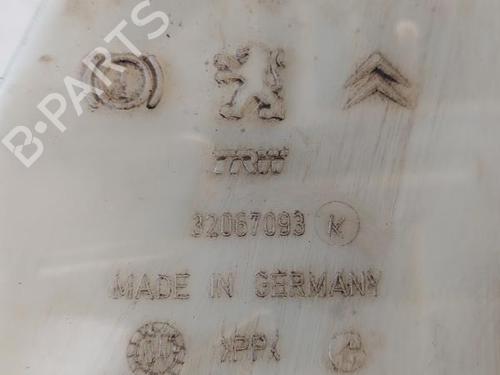 B-PARTS
TRW
32067093 K
MADE IN GERMANY
>PP<